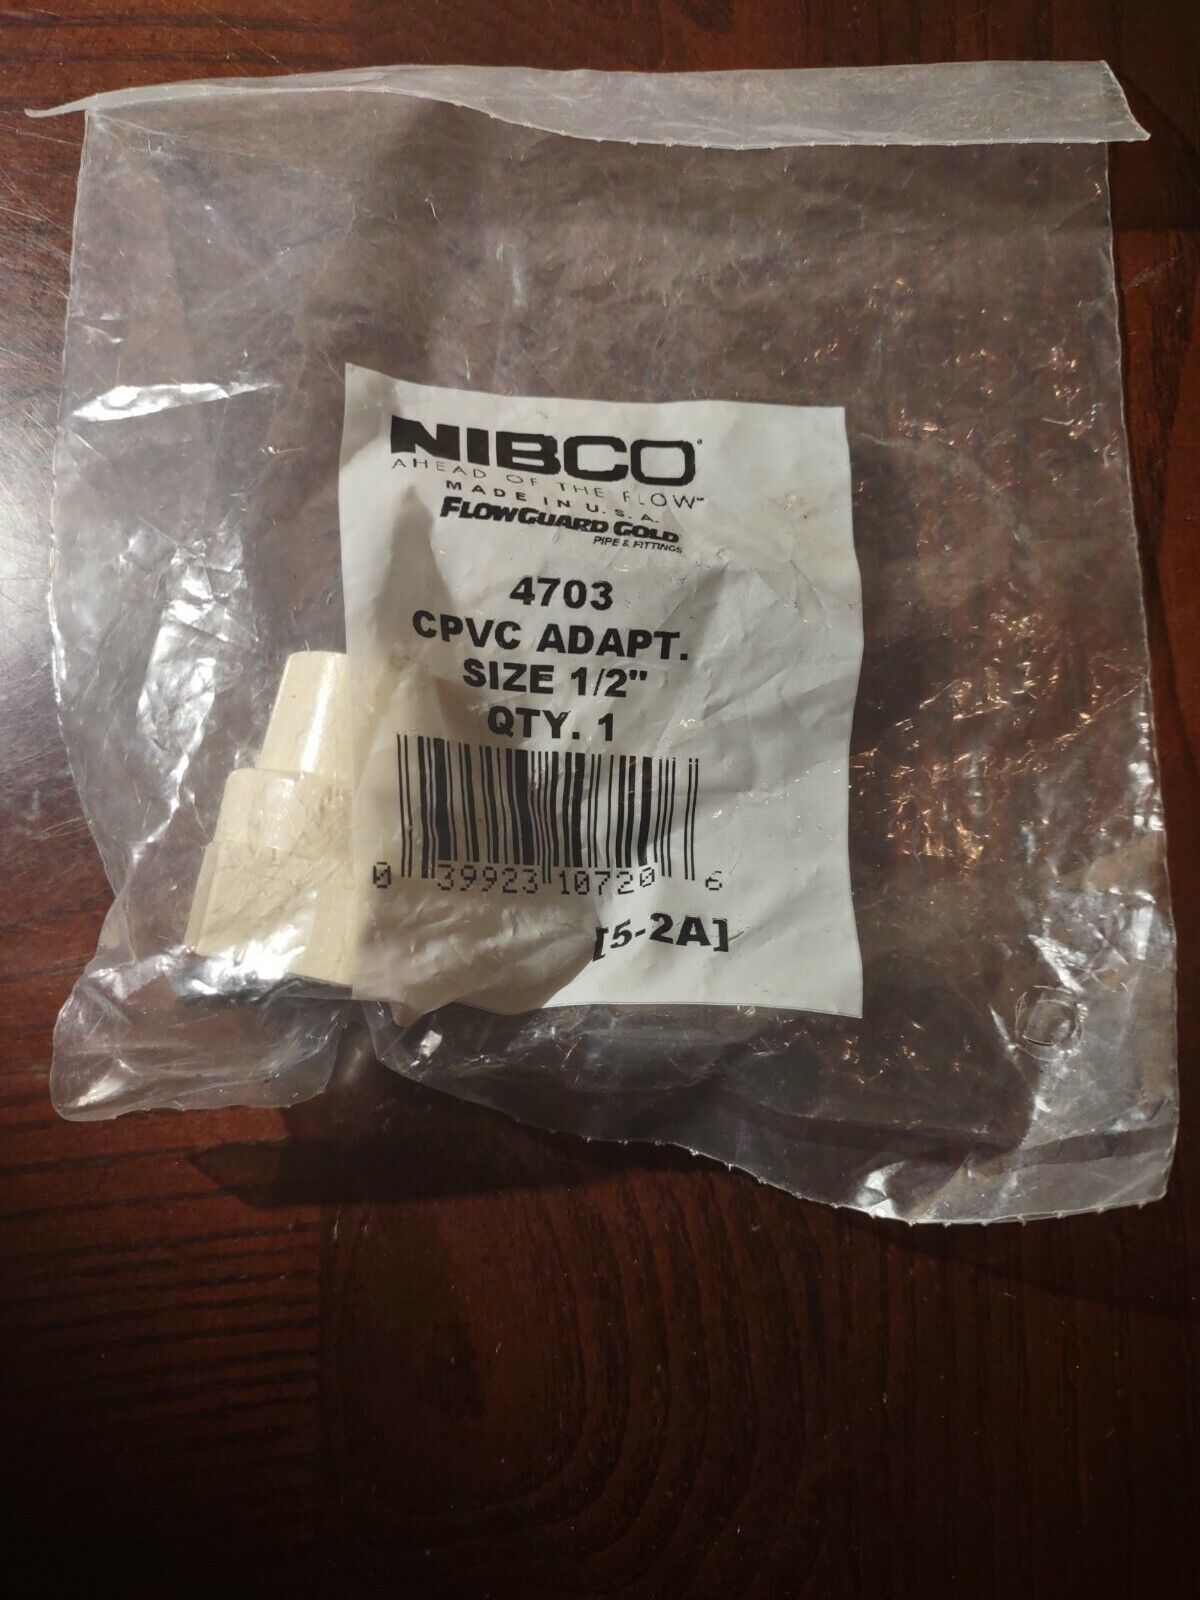 NIBCO®
AHEAD OF THE FLOW™
MADE IN U.S.A.
FLOWGUARD GOLD
PIPE & FITTINGS
4703
CPVC ADAPT.
SIZE 1/2"
QTY. 1
0 39923 10720 6
[5-2A]